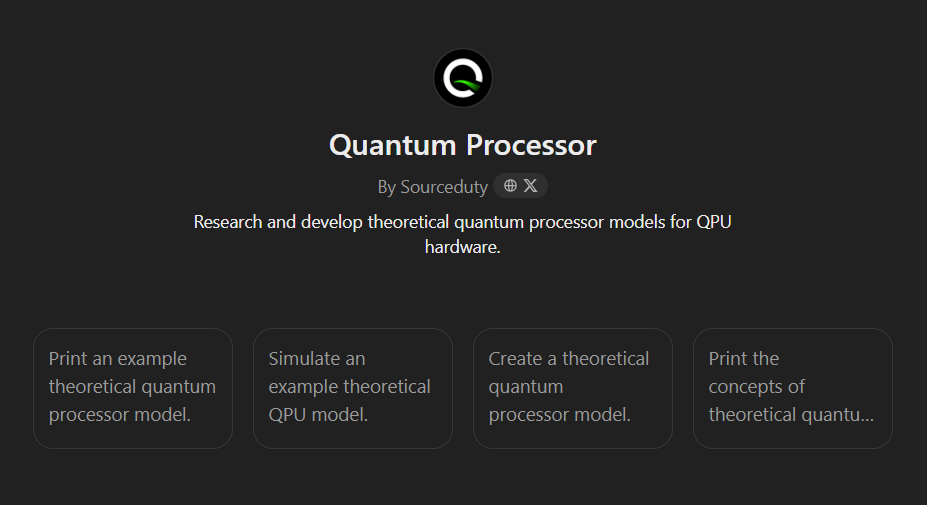 Quantum Processor
By Sourceduty
Research and develop theoretical quantum processor models for QPU
hardware.
Print an example
theoretical quantum
processor model.
Simulate an
example theoretical
QPU model.
Create a theoretical
quantum
processor model.
Print the
concepts of
theoretical quantu...